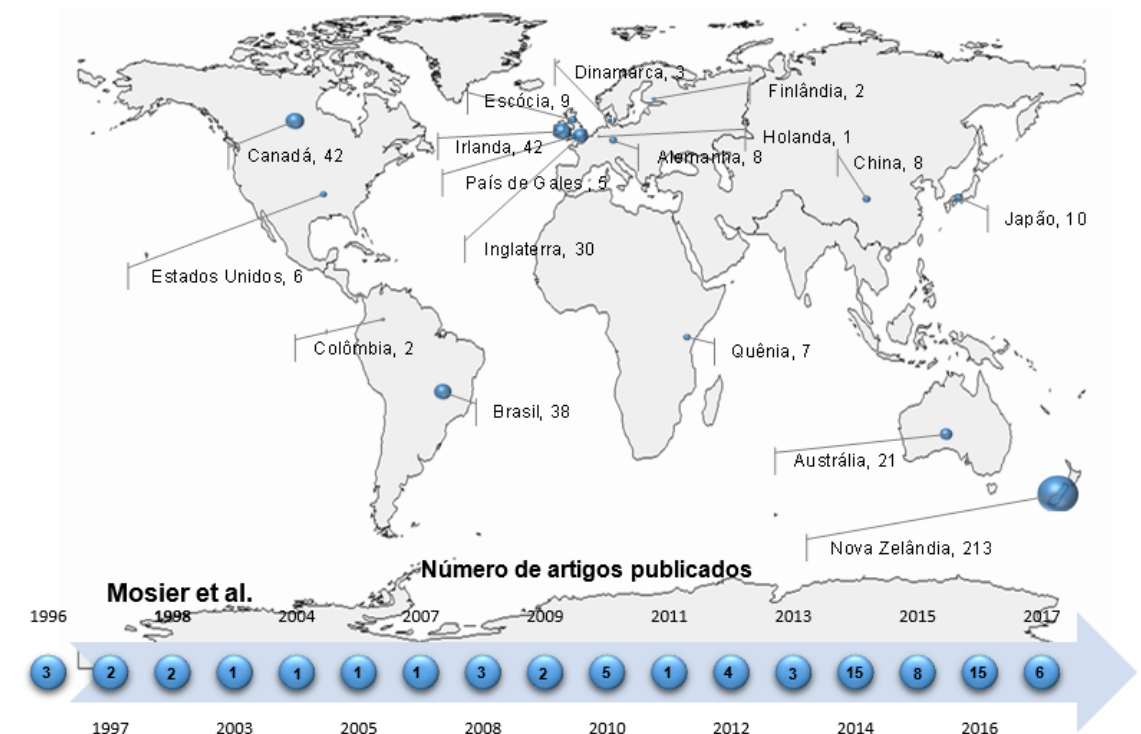 Dinamarca, 3
Finlândia, 2
Escócia, 9
Holanda, 1
Irlanda, 42
Canadá, 42
Alemanha, 8
China, 8
País de Gales, 5
Japão, 10
Inglaterra, 30
Estados Unidos, 6
Colômbia, 2
Quênia, 7
Brasil, 38
Austrália, 21
Nova Zelândia, 213
Número de artigos publicados
Mosier et al.
1996 1998 2004 2007 2009 2011 2013 2015 2017
3 2 2 1 1 1 1 3 2 5 1 4 3 15 8 15 6
1997 2003 2005 2008 2010 2012 2014 2016